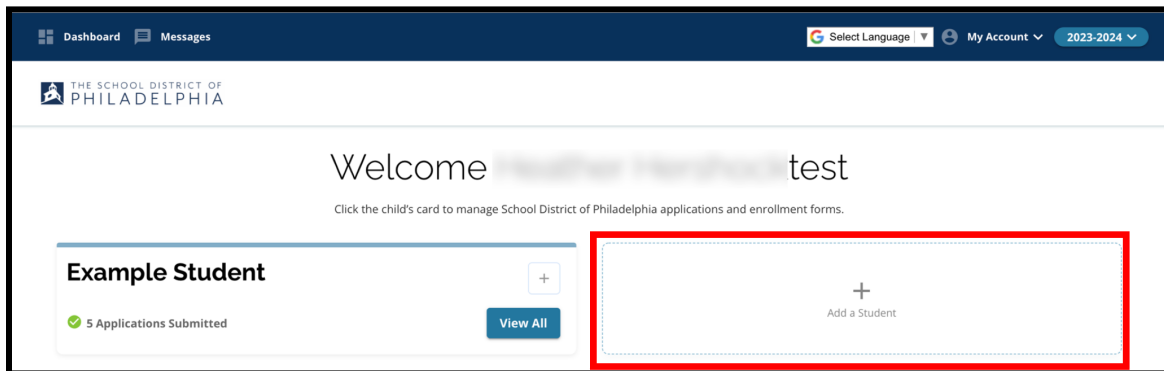 Dashboard Messages Select Language ▼ My Account 2023-2024
THE SCHOOL DISTRICT OF
PHILADELPHIA
Welcome test
Click the child's card to manage School District of Philadelphia applications and enrollment forms.
Example Student
+
5 Applications Submitted
View All
+
Add a Student